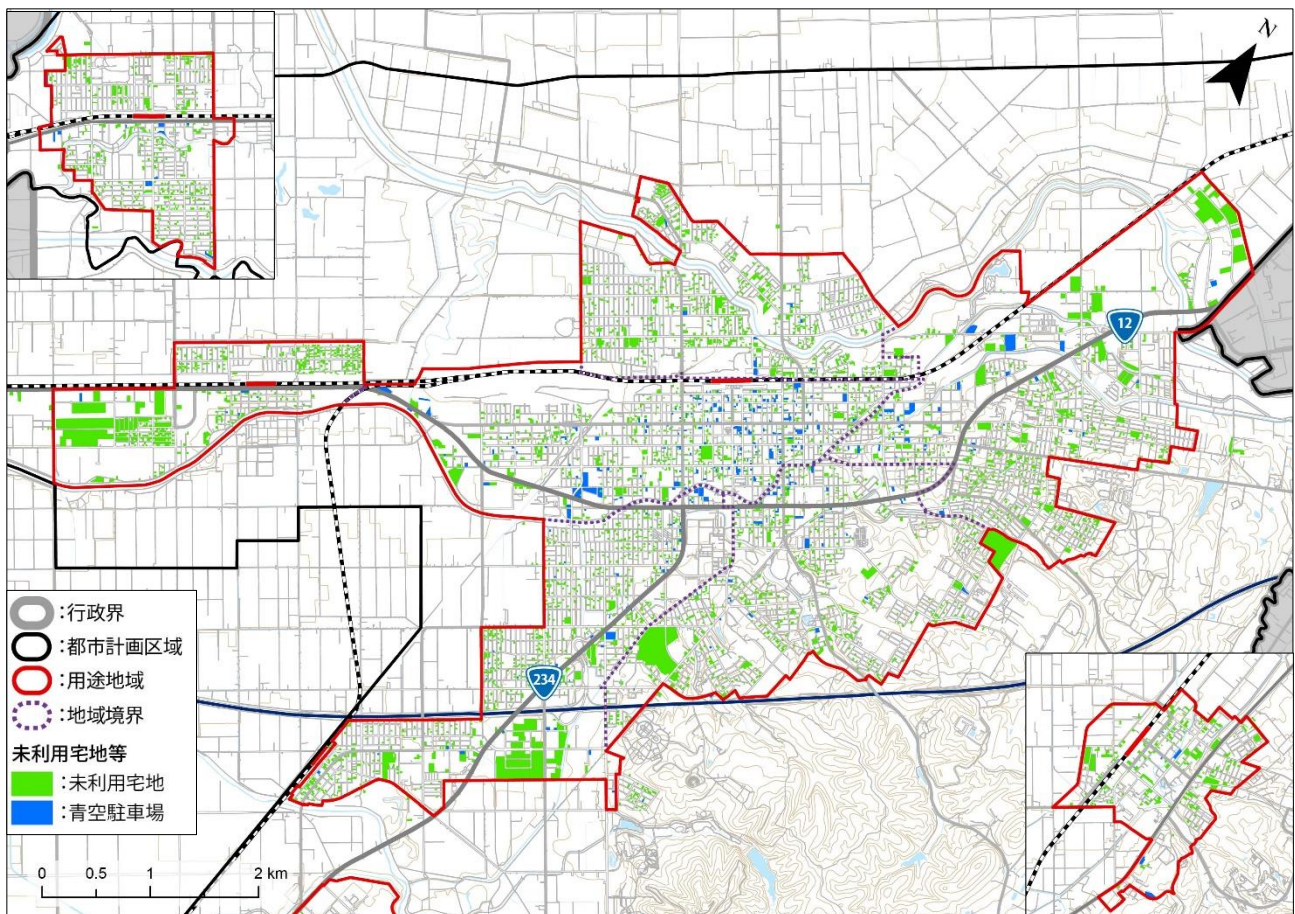 N
12
234
:行政界
:都市計画区域
:用途地域
:地域境界
未利用宅地等
:未利用宅地
:青空駐車場
0 0.5 1 2 km